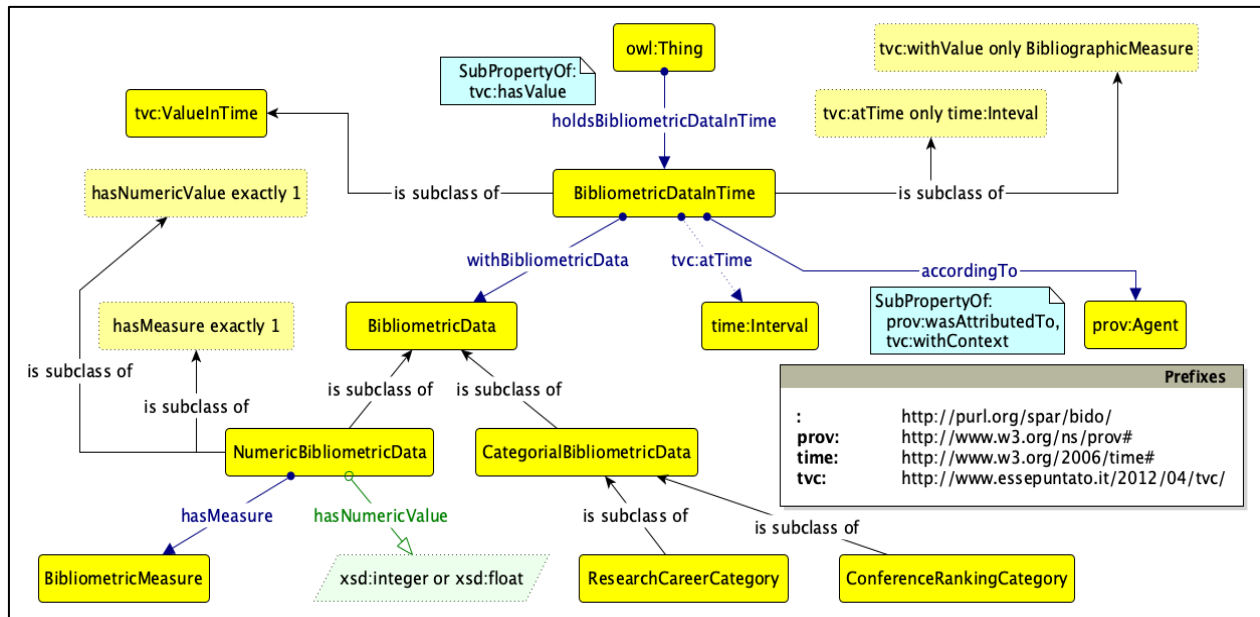 owl:Thing
tvc:withValue only BibliographicMeasure
SubPropertyOf:
tvc:hasValue
tvc:ValueInTime
holdsBibliometricDataInTime
tvc:atTime only time:Inteval
hasNumericValue exactly 1
is subclass of
BibliometricDataInTime
is subclass of
withBibliometricData
tvc:atTime
accordingTo
hasMeasure exactly 1
BibliometricData
time:Interval
SubPropertyOf:
prov:wasAttributedTo,
tvc:withContext
prov:Agent
is subclass of
is subclass of
is subclass of
is subclass of
Prefixes
: http://purl.org/spar/bido/
prov: http://www.w3.org/ns/prov#
time: http://www.w3.org/2006/time#
tvc: http://www.essepuntato.it/2012/04/tvc/
NumericBibliometricData
CategorialBibliometricData
hasMeasure
hasNumericValue
is subclass of
is subclass of
BibliometricMeasure
xsd:integer or xsd:float
ResearchCareerCategory
ConferenceRankingCategory